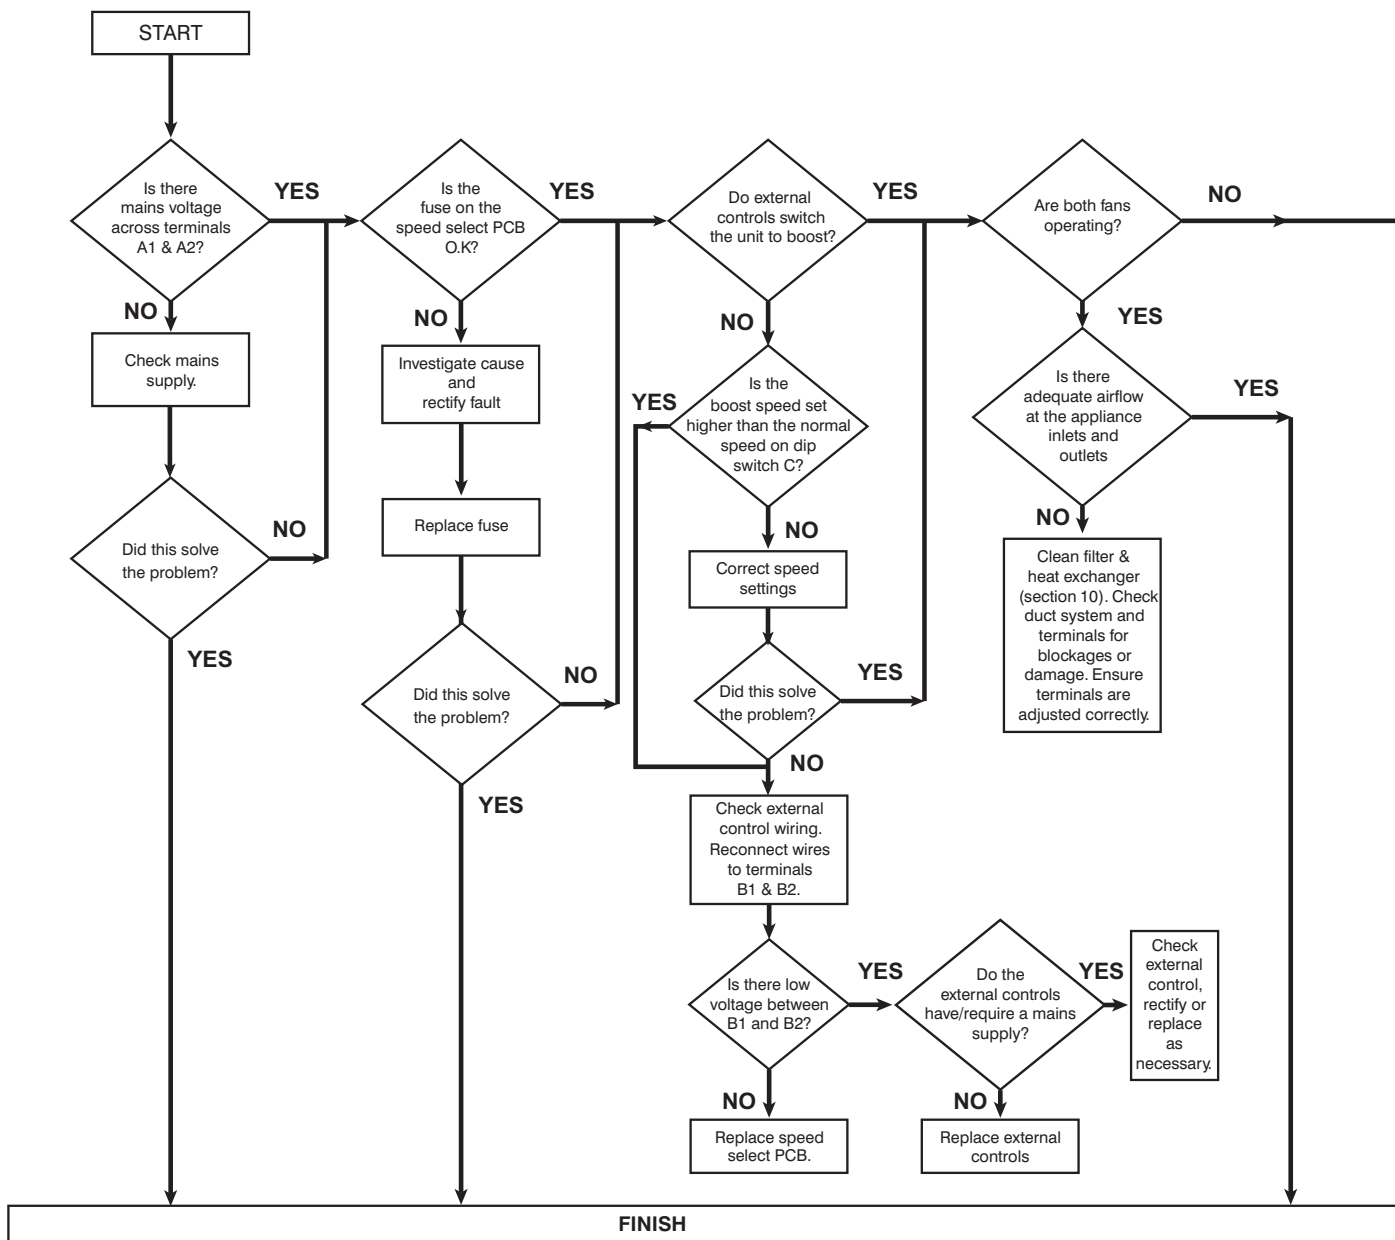 START
Is there
mains voltage
across terminals
A1 & A2?
YES
NO
Check mains
supply.
Did this solve
the problem?
NO
YES
Is the
fuse on the
speed select PCB
O.K?
YES
NO
Investigate cause
and
rectify fault
Replace fuse
Did this solve
the problem?
NO
YES
Do external
controls switch
the unit to boost?
YES
NO
Is the
boost speed set
higher than the normal
speed on dip
switch C?
YES
NO
Correct speed
settings
Did this solve
the problem?
YES
NO
Check external
control wiring.
Reconnect wires
to terminals
B1 & B2.
Is there low
voltage between
B1 and B2?
YES
NO
Replace speed
select PCB.
Do the
external controls
have/require a mains
supply?
YES
NO
Replace external
controls
Check
external
control,
rectify or
replace
as
necessary.
Are both fans
operating?
NO
YES
Is there
adequate airflow
at the appliance
inlets and
outlets
YES
NO
Clean filter &
heat exchanger
(section 10). Check
duct system and
terminals for
blockages or
damage. Ensure
terminals are
adjusted correctly.
FINISH